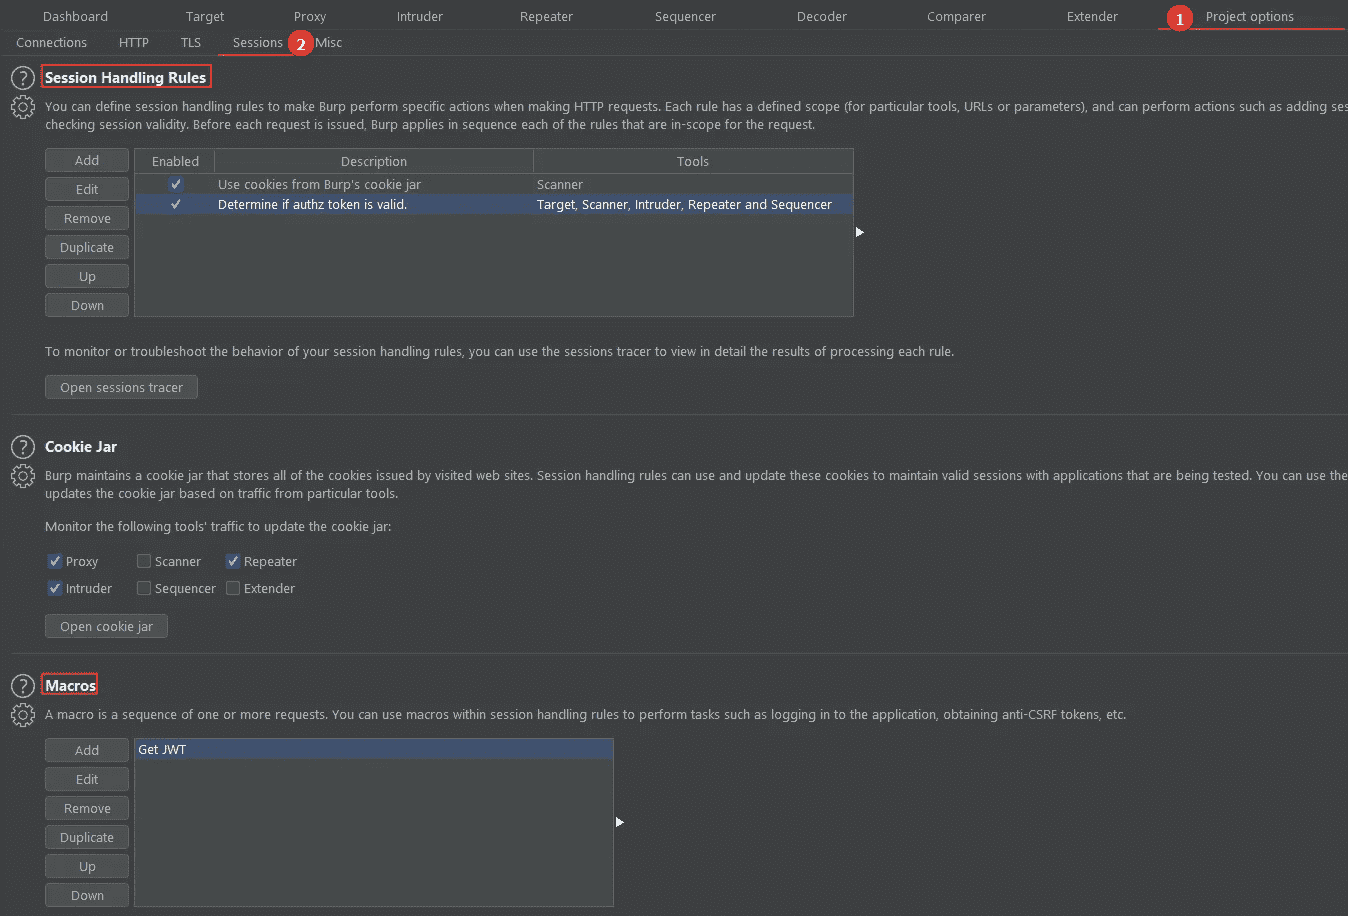 Dashboard Target Proxy Intruder Repeater Sequencer Decoder Comparer Extender 1 Project options
Connections HTTP TLS Sessions 2 Misc
? Session Handling Rules
You can define session handling rules to make Burp perform specific actions when making HTTP requests. Each rule has a defined scope (for particular tools, URLs or parameters), and can perform actions such as adding ses
checking session validity. Before each request is issued, Burp applies in sequence each of the rules that are in-scope for the request.
Add Enabled Description Tools
Edit Use cookies from Burp's cookie jar Scanner
Remove Determine if authz token is valid. Target, Scanner, Intruder, Repeater and Sequencer
Duplicate
Up
Down
To monitor or troubleshoot the behavior of your session handling rules, you can use the sessions tracer to view in detail the results of processing each rule.
Open sessions tracer
? Cookie Jar
Burp maintains a cookie jar that stores all of the cookies issued by visited web sites. Session handling rules can use and update these cookies to maintain valid sessions with applications that are being tested. You can use the
updates the cookie jar based on traffic from particular tools.
Monitor the following tools' traffic to update the cookie jar:
Proxy Scanner Repeater
Intruder Sequencer Extender
Open cookie jar
? Macros
A macro is a sequence of one or more requests. You can use macros within session handling rules to perform tasks such as logging in to the application, obtaining anti-CSRF tokens, etc.
Add Get JWT
Edit
Remove
Duplicate
Up
Down